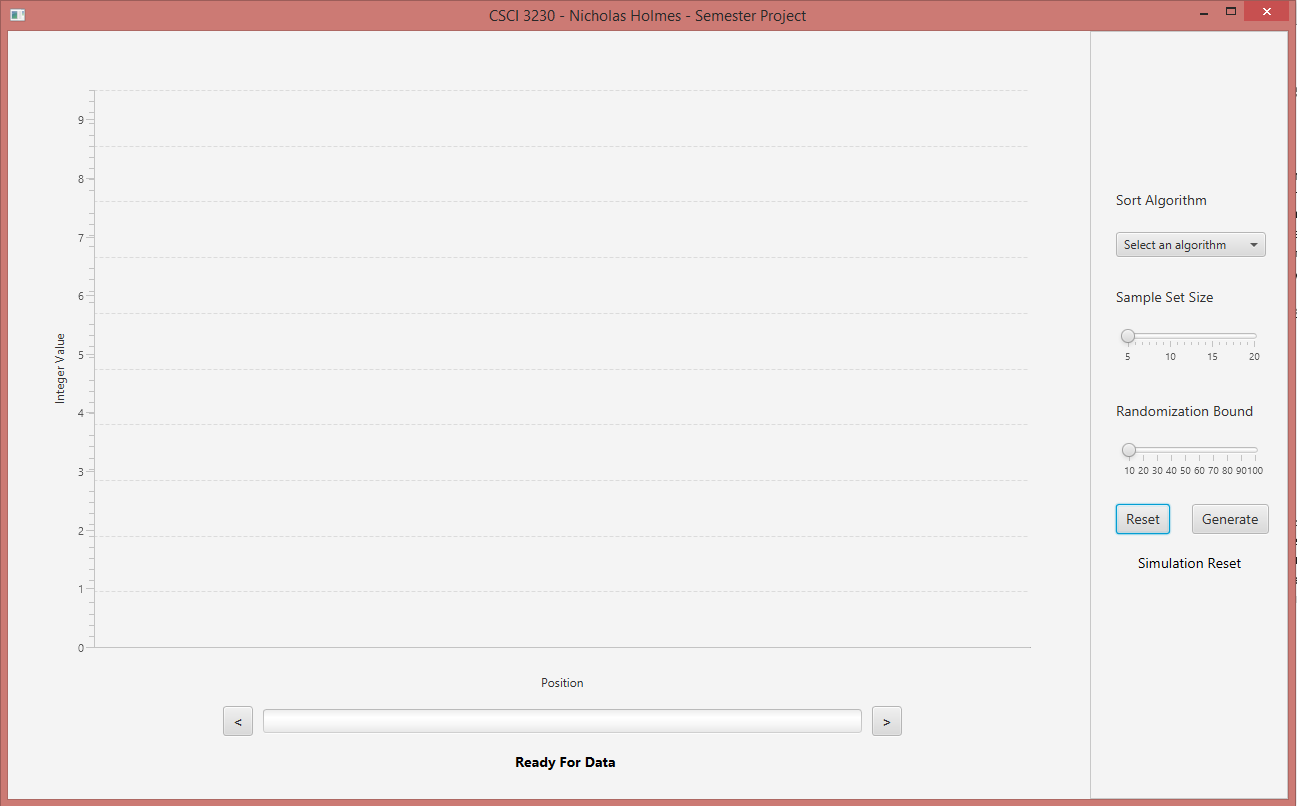 CSCI 3230 - Nicholas Holmes - Semester Project
9
8
7
6
5
4
3
2
1
0
Integer Value
Position
<
>
Ready For Data
Sort Algorithm
Select an algorithm
Sample Set Size
5 10 15 20
Randomization Bound
10 20 30 40 50 60 70 80 90 100
Reset Generate
Simulation Reset